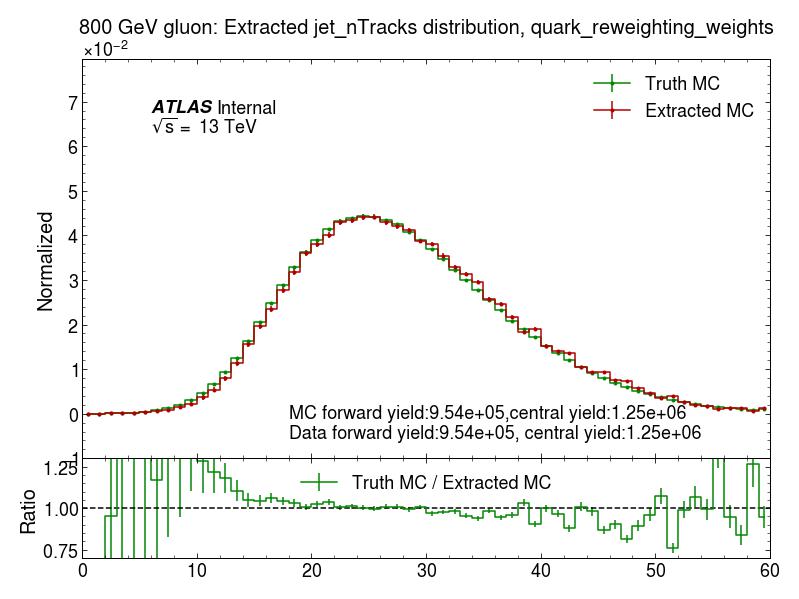 800 GeV gluon: Extracted jet_nTracks distribution, quark_reweighting_weights
×10⁻²
ATLAS Internal
√s = 13 TeV
Truth MC
Extracted MC
Normalized
7
6
5
4
3
2
1
0
1
MC forward yield:9.54e+05,central yield:1.25e+06
Data forward yield:9.54e+05, central yield:1.25e+06
Ratio
1.25
1.00
0.75
Truth MC / Extracted MC
0 10 20 30 40 50 60